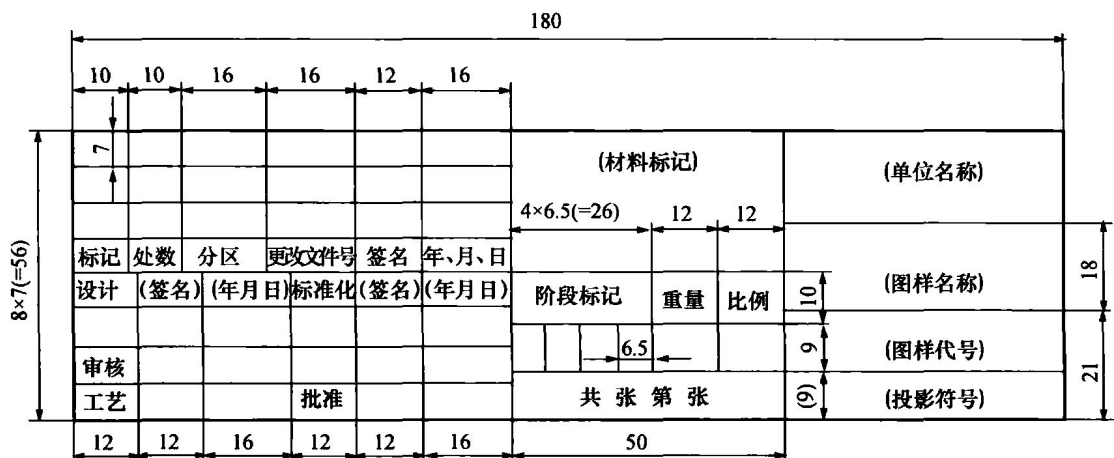 180
10 10 16 16 12 16
7
(材料标记)
(单位名称)
4×6.5(=26) 12 12
8×7(=56)
标记 处数 分区 更改文件号 签名 年、月、日
18
设计 (签名) (年月日) 标准化 (签名) (年月日)
阶段标记 重量 比例
10
(图样名称)
6.5
9
(图样代号)
21
审核
工艺 批准
共 张 第 张
(9)
(投影符号)
12 12 16 12 12 16 50